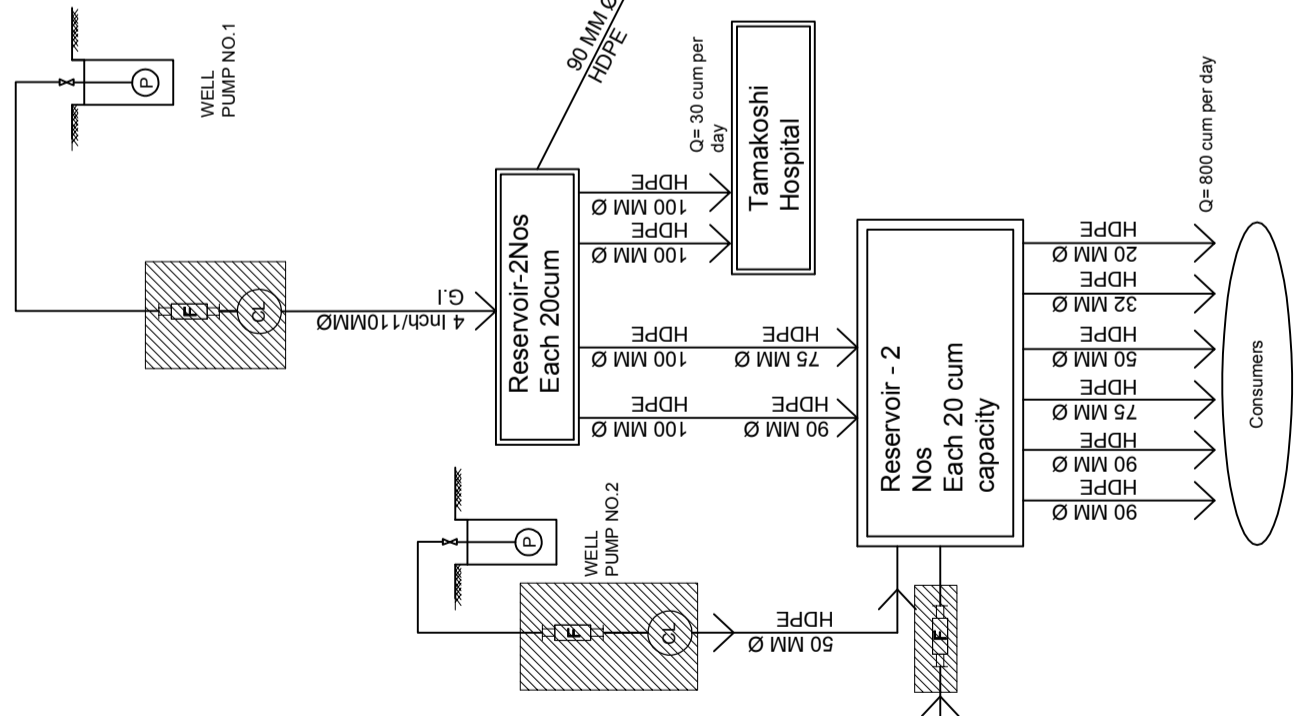 P
WELL
PUMP NO.1
F
CL
4 Inch/110MMØ
G.I
90 MM Ø
HDPE
Reservoir-2Nos
Each 20cum
100 MM Ø
HDPE
100 MM Ø
HDPE
Q= 30 cum per
day
Tamakoshi
Hospital
100 MM Ø
HDPE
75 MM Ø
HDPE
100 MM Ø
HDPE
90 MM Ø
HDPE
P
WELL
PUMP NO.2
F
CL
50 MM Ø
HDPE
F
Reservoir - 2
Nos
Each 20 cum
capacity
20 MM Ø
HDPE
32 MM Ø
HDPE
50 MM Ø
HDPE
75 MM Ø
HDPE
90 MM Ø
HDPE
90 MM Ø
HDPE
Q= 800 cum per day
Consumers